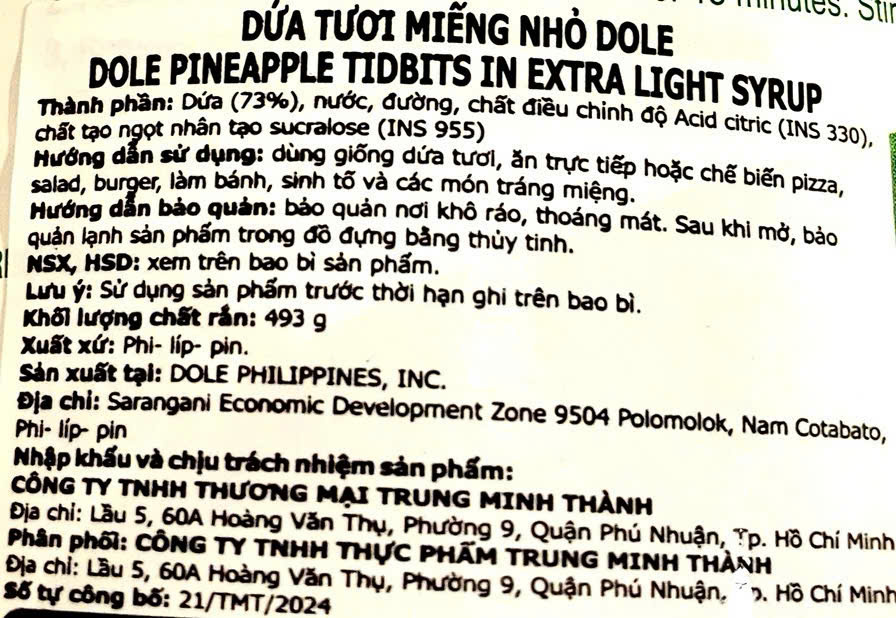 minutes. Stir
DỨA TƯƠI MIẾNG NHỎ DOLE
DOLE PINEAPPLE TIDBITS IN EXTRA LIGHT SYRUP
Thành phần: Dứa (73%), nước, đường, chất điều chỉnh độ Acid citric (INS 330),
chất tạo ngọt nhân tạo sucralose (INS 955)
Hướng dẫn sử dụng: dùng giống dứa tươi, ăn trực tiếp hoặc chế biến pizza,
salad, burger, làm bánh, sinh tố và các món tráng miệng.
Hướng dẫn bảo quản: bảo quản nơi khô ráo, thoáng mát. Sau khi mở, bảo
quản lạnh sản phẩm trong đồ đựng bằng thủy tinh.
NSX, HSD: xem trên bao bì sản phẩm.
Lưu ý: Sử dụng sản phẩm trước thời hạn ghi trên bao bì.
Khối lượng chất rắn: 493 g
Xuất xứ: Phi- líp- pin.
Sản xuất tại: DOLE PHILIPPINES, INC.
Địa chỉ: Sarangani Economic Development Zone 9504 Polomolok, Nam Cotabato,
Phi- líp- pin
Nhập khẩu và chịu trách nhiệm sản phẩm:
CÔNG TY TNHH THƯƠNG MẠI TRUNG MINH THÀNH
Địa chỉ: Lầu 5, 60A Hoàng Văn Thụ, Phường 9, Quận Phú Nhuận, Tp. Hồ Chí Minh
Phân phối: CÔNG TY TNHH THỰC PHẨM TRUNG MINH THÀNH
Địa chỉ: Lầu 5, 60A Hoàng Văn Thụ, Phường 9, Quận Phú Nhuận, p. Hồ Chí Minh
Số tự công bố: 21/TMT/2024